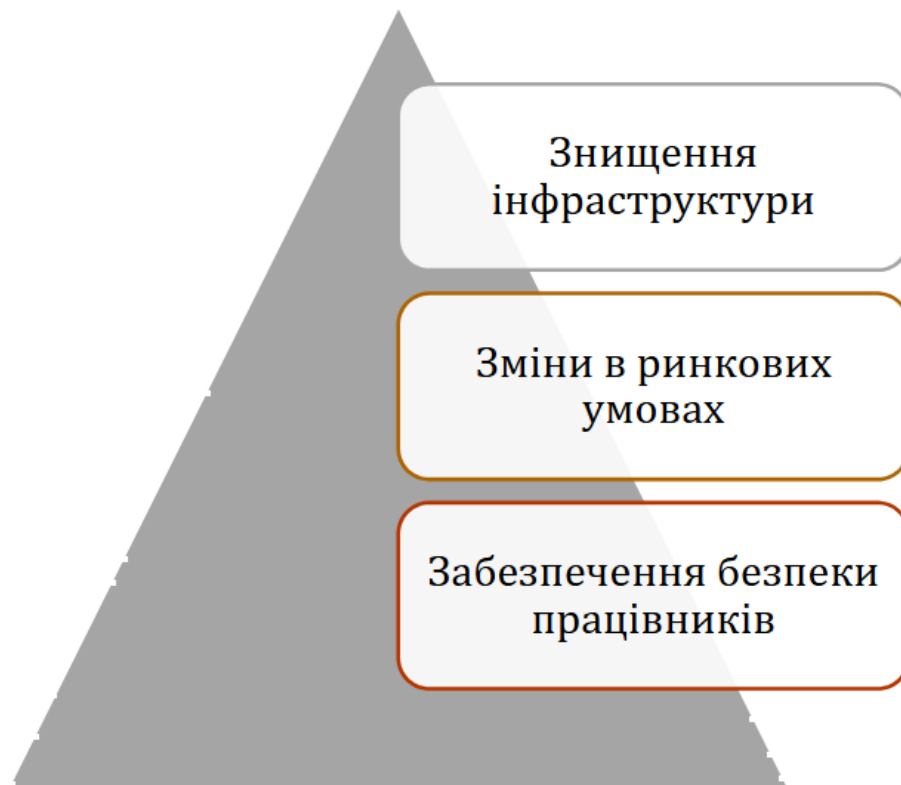 Знищення
інфраструктури
Зміни в ринкових
умовах
Забезпечення безпеки
працівників